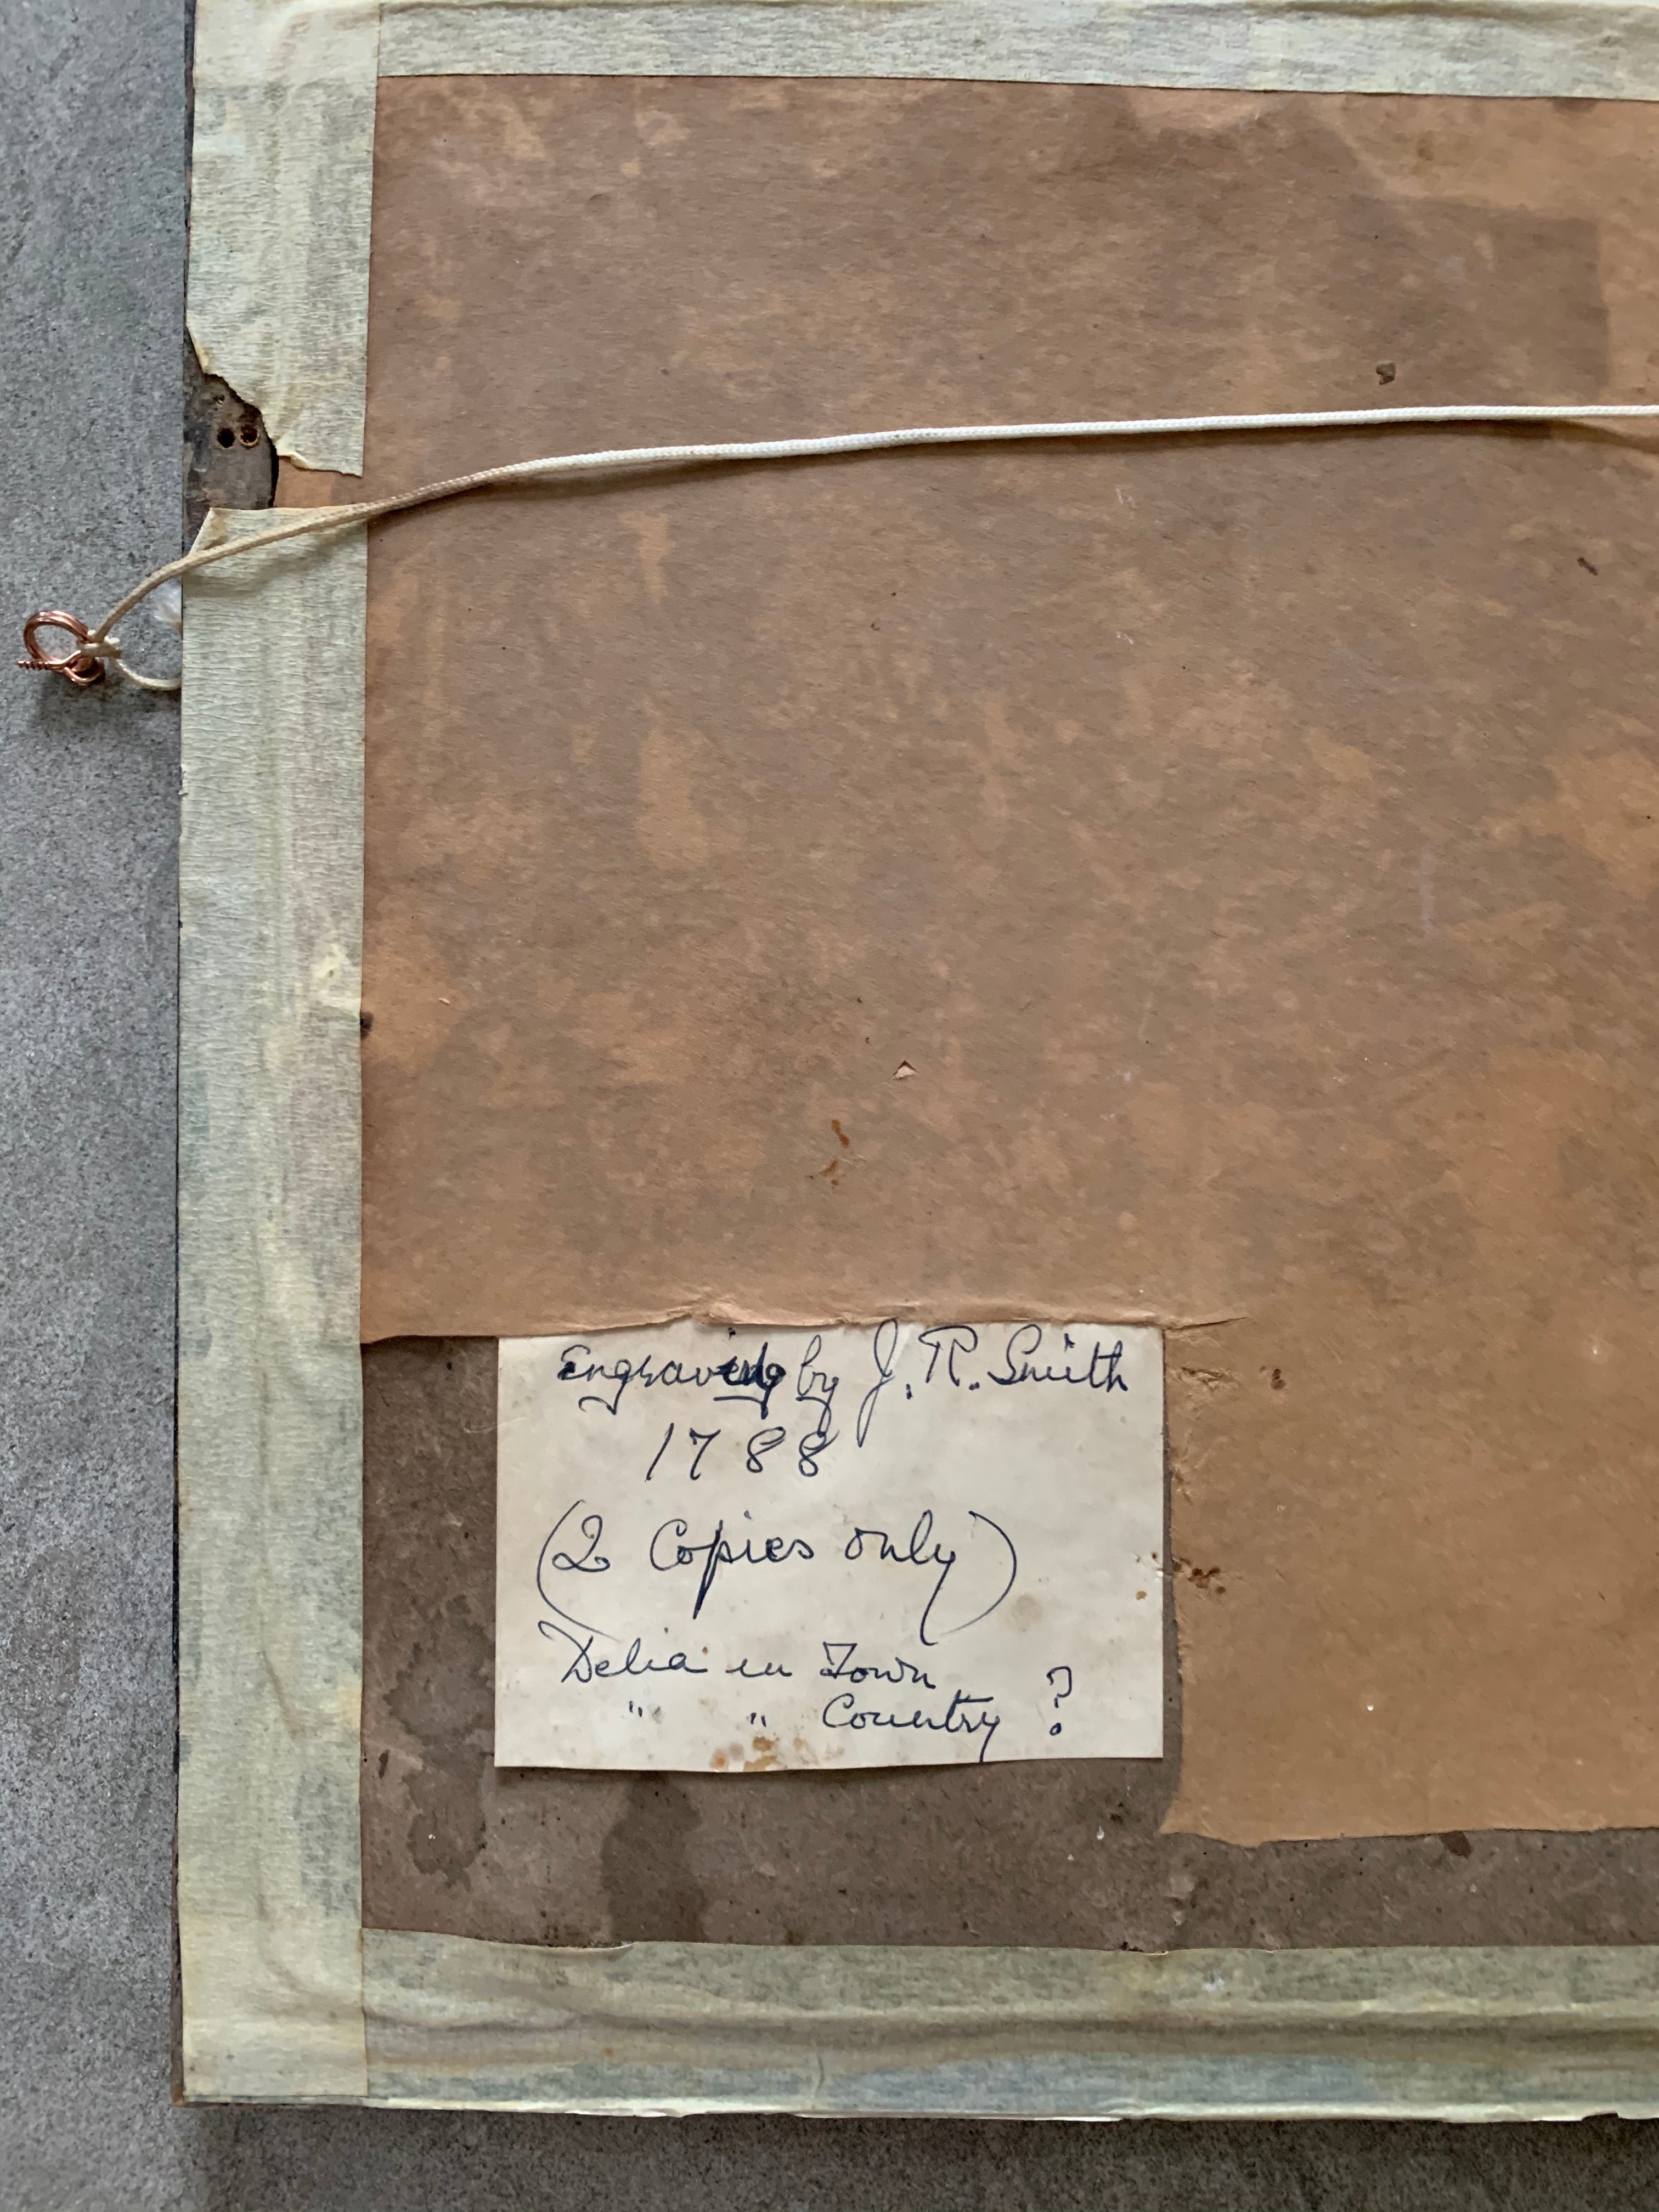 Engraving by J. R. Smith
1788
(2 Copies only)
Delia in Town
" " Country ?